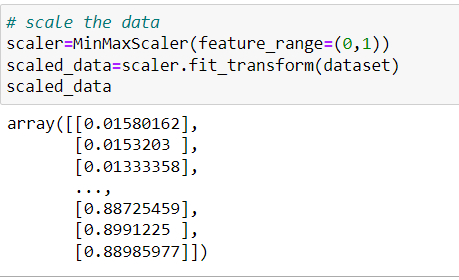 # scale the data
scaler=MinMaxScaler(feature_range=(0,1))
scaled_data=scaler.fit_transform(dataset)
scaled_data
array([[0.01580162],
       [0.0153203 ],
       [0.01333358],
       ...,
       [0.88725459],
       [0.8991225 ],
       [0.88985977]])